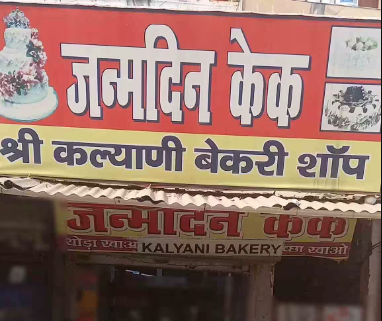 जन्मदिन केक
श्री कल्याणी बेकरी शॉप
जन्मदिन केक
थोड़ा खाओ KALYANI BAKERY खाओ